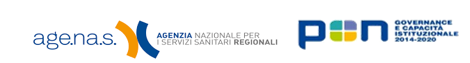 age.na.s.
AGENZIA NAZIONALE PER
I SERVIZI SANITARI REGIONALI
pon
GOVERNANCE
E CAPACITÀ
ISTITUZIONALE
2014-2020